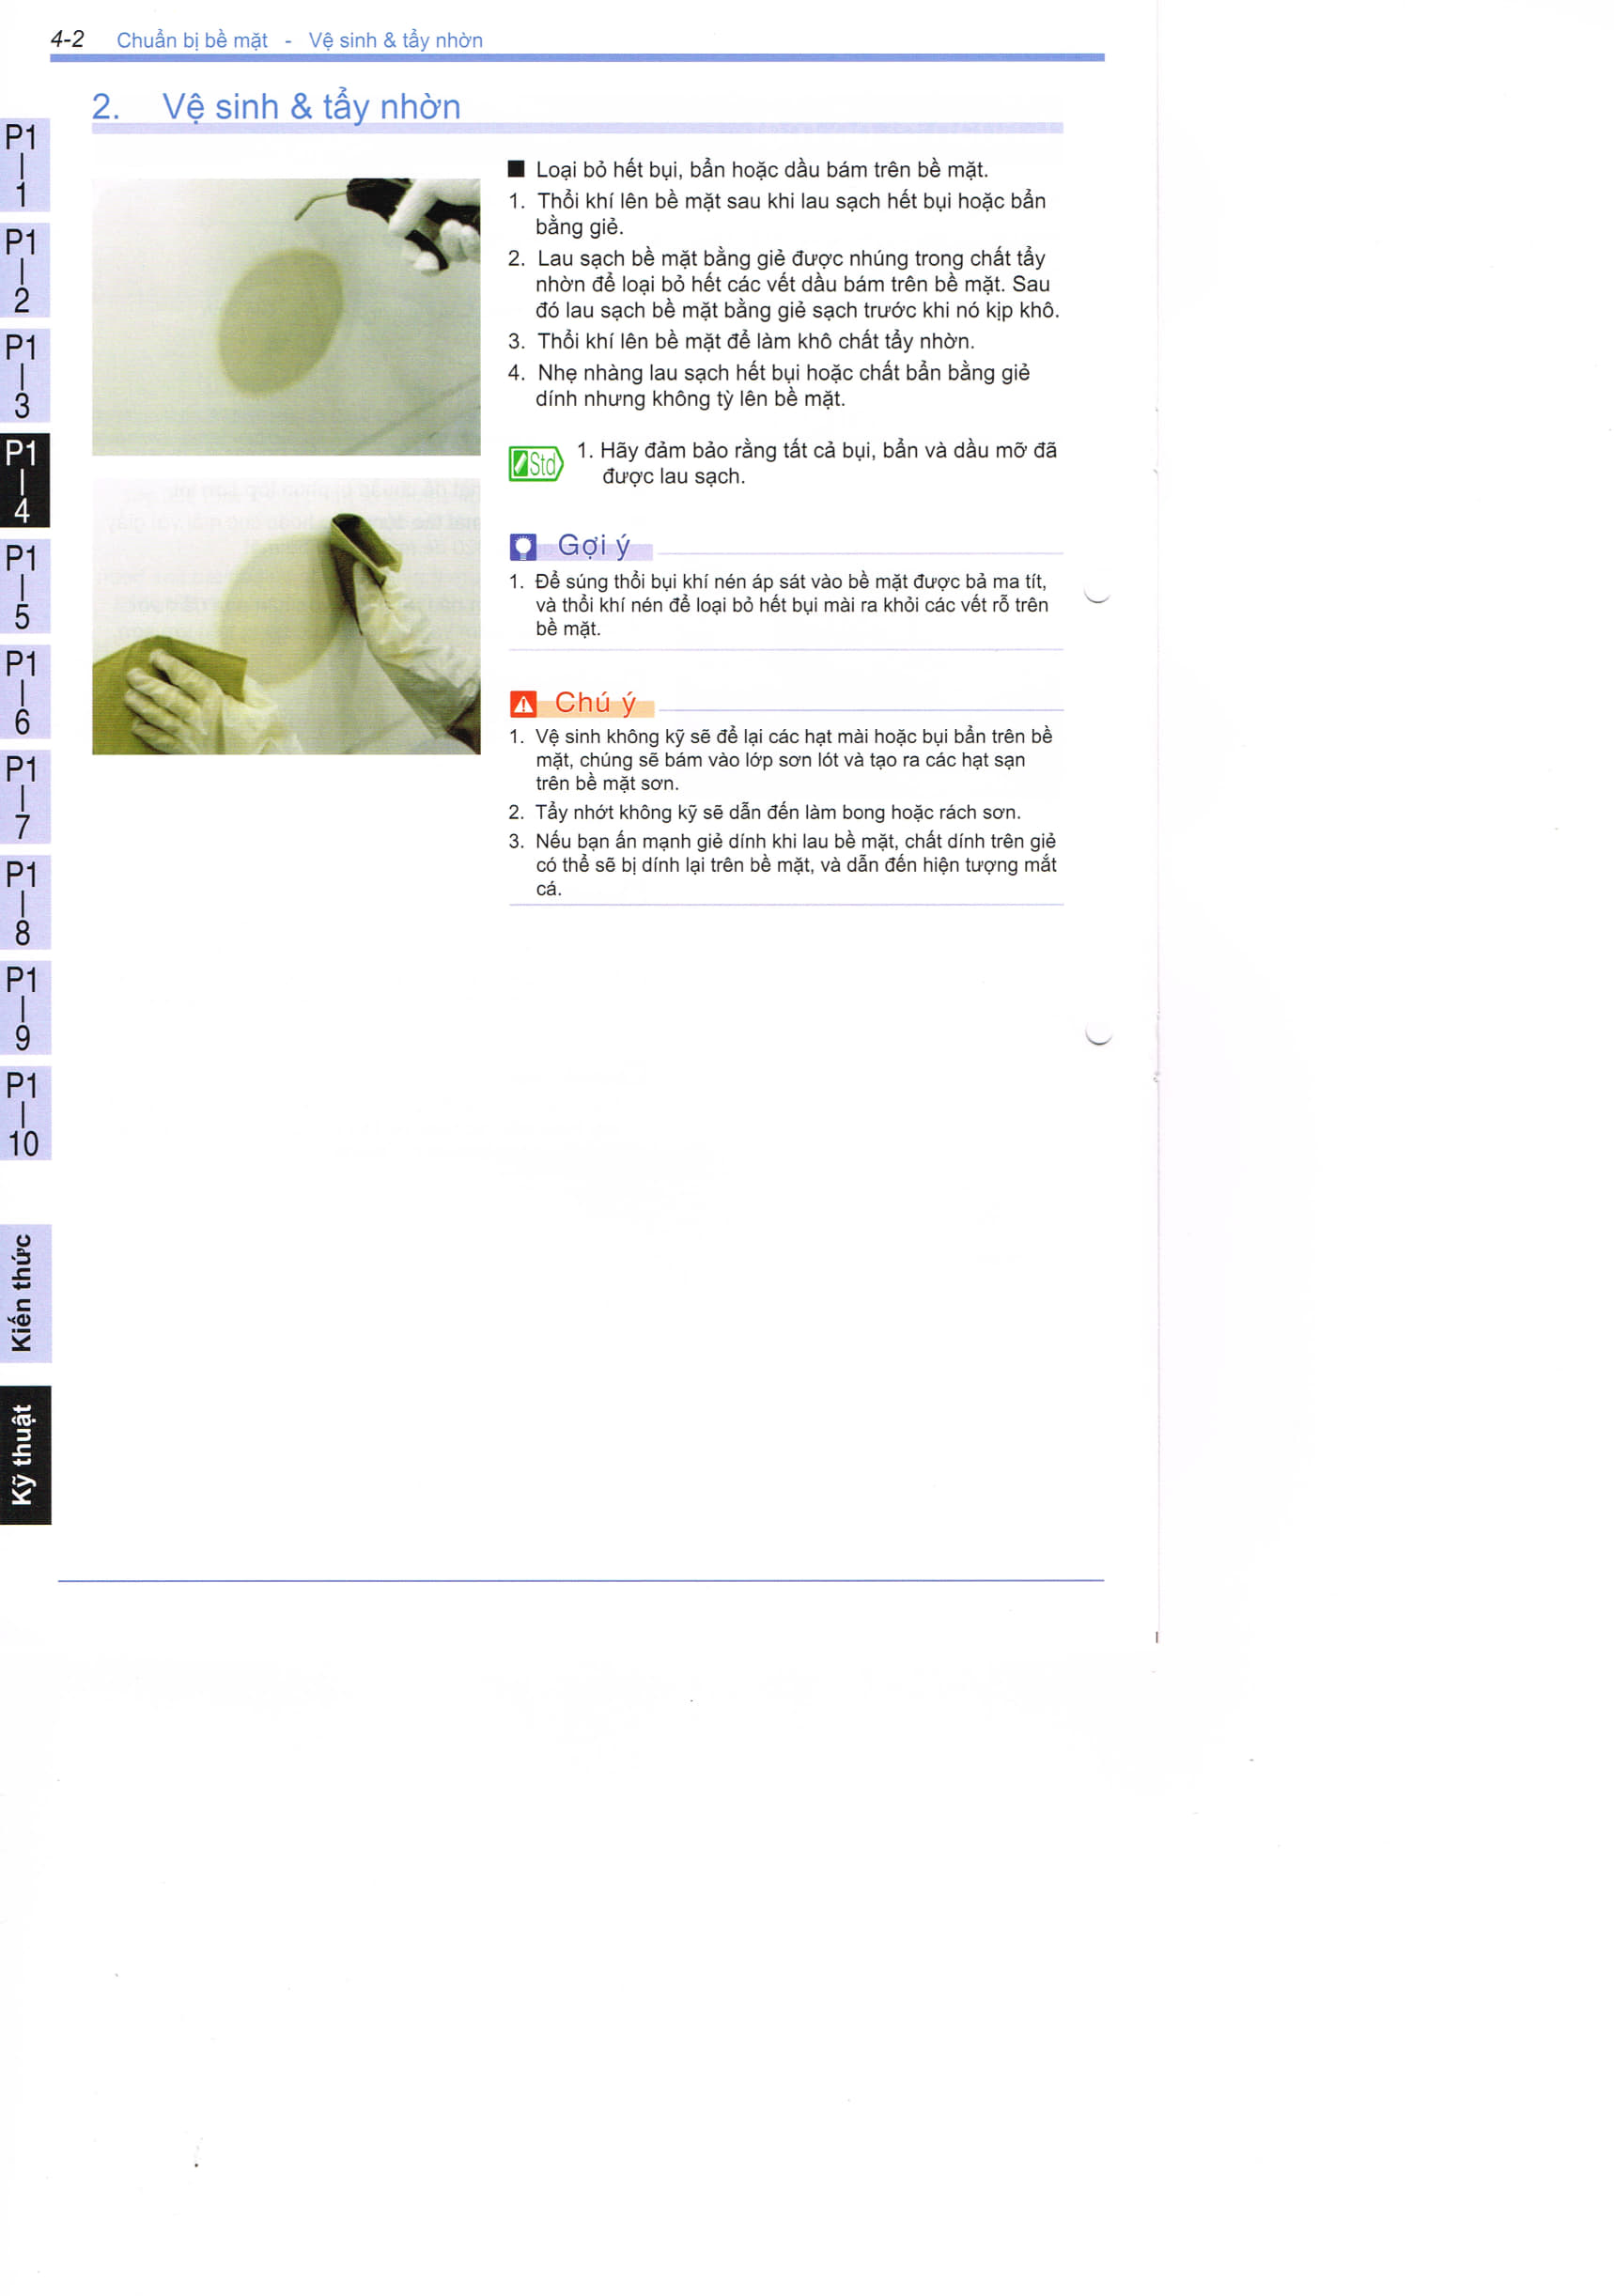 4-2 Chuẩn bị bề mặt - Vệ sinh & tẩy nhờn
2. Vệ sinh & tẩy nhờn
■ Loại bỏ hết bụi, bẩn hoặc dầu bám trên bề mặt.
1. Thổi khí lên bề mặt sau khi lau sạch hết bụi hoặc bẩn
bằng giẻ.
2. Lau sạch bề mặt bằng giẻ được nhúng trong chất tẩy
nhờn để loại bỏ hết các vết dầu bám trên bề mặt. Sau
đó lau sạch bề mặt bằng giẻ sạch trước khi nó kịp khô.
3. Thổi khí lên bề mặt để làm khô chất tẩy nhờn.
4. Nhẹ nhàng lau sạch hết bụi hoặc chất bẩn bằng giẻ
dính nhưng không tỳ lên bề mặt.
Std
1. Hãy đảm bảo rằng tất cả bụi, bẩn và dầu mỡ đã
được lau sạch.
Gợi ý
1. Để súng thổi bụi khí nén áp sát vào bề mặt được bả ma tít,
và thổi khí nén để loại bỏ hết bụi mài ra khỏi các vết rỗ trên
bề mặt.
Chú ý
1. Vệ sinh không kỹ sẽ để lại các hạt mài hoặc bụi bẩn trên bề
mặt, chúng sẽ bám vào lớp sơn lót và tạo ra các hạt sạn
trên bề mặt sơn.
2. Tẩy nhớt không kỹ sẽ dẫn đến làm bong hoặc rách sơn.
3. Nếu bạn ấn mạnh giẻ dính khi lau bề mặt, chất dính trên giẻ
có thể sẽ bị dính lại trên bề mặt, và dẫn đến hiện tượng mắt
cá.
P1
1
P1
2
P1
3
P1
4
P1
5
P1
6
P1
7
P1
8
P1
9
P1
10
Kiến thức
Kỹ thuật